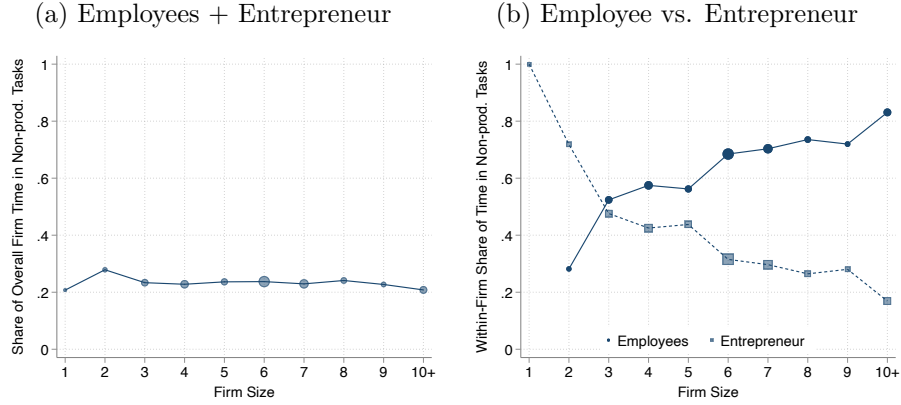 (a) Employees + Entrepreneur
Share of Overall Firm Time in Non-prod. Tasks
1
.8
.6
.4
.2
0
1 2 3 4 5 6 7 8 9 10+
Firm Size
(b) Employee vs. Entrepreneur
Within-Firm Share of Time in Non-prod. Tasks
1
.8
.6
.4
.2
0
Employees Entrepreneur
1 2 3 4 5 6 7 8 9 10+
Firm Size